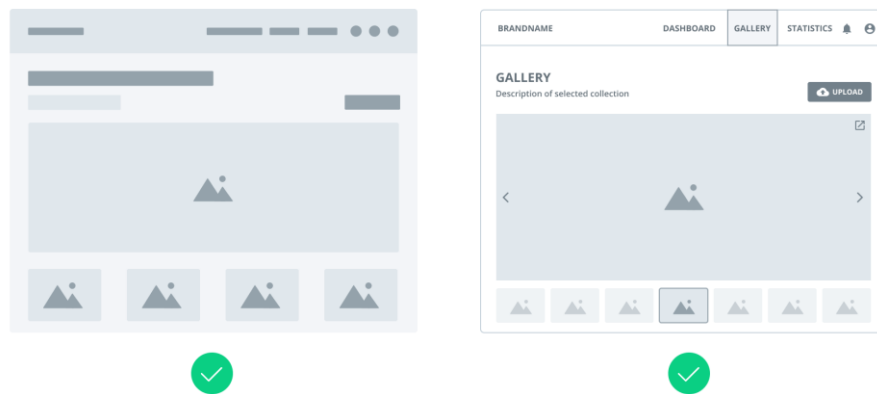 BRANDNAME
DASHBOARD
GALLERY
STATISTICS
GALLERY
Description of selected collection
UPLOAD